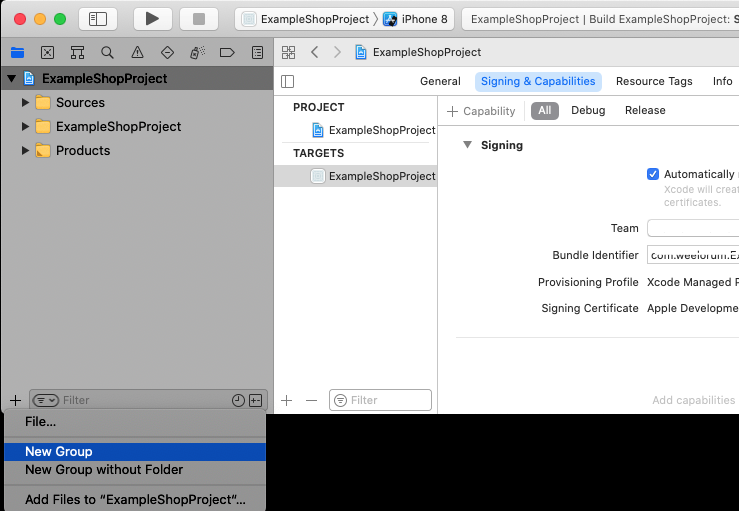 ExampleShopProject
iPhone 8
ExampleShopProject | Build ExampleShopProject: S
ExampleShopProject
ExampleShopProject
General
Signing & Capabilities
Resource Tags
Info
Sources
ExampleShopProject
Products
PROJECT
ExampleShopProject
TARGETS
ExampleShopProject
+ Capability
All
Debug
Release
Signing
Automatically
Xcode will crea
certificates.
Team
Bundle Identifier
com.weeforum.Ex
Provisioning Profile
Xcode Managed P
Signing Certificate
Apple Developme
Add capabilities
Filter
Filter
File...
New Group
New Group without Folder
Add Files to “ExampleShopProject“...